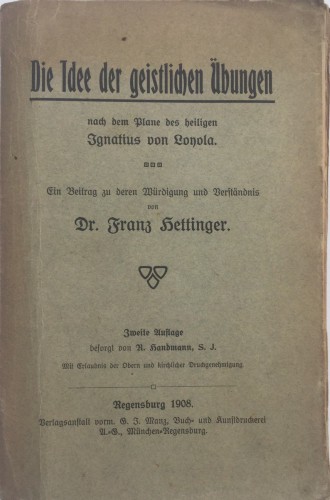 Die Idee der geistlichen Übungen
nach dem Plane des heiligen
Ignatius von Loyola.
Ein Beitrag zu deren Würdigung und Verständnis
von
Dr. Franz Hettinger.
Zweite Auflage
besorgt von R. Handmann, S. J.
Mit Erlaubnis der Obern und kirchlicher Druckgenehmigung.
Regensburg 1908.
Verlagsanstalt vorm. G. J. Manz, Buch- und Kunstdruckerei
A.-G., München-Regensburg.